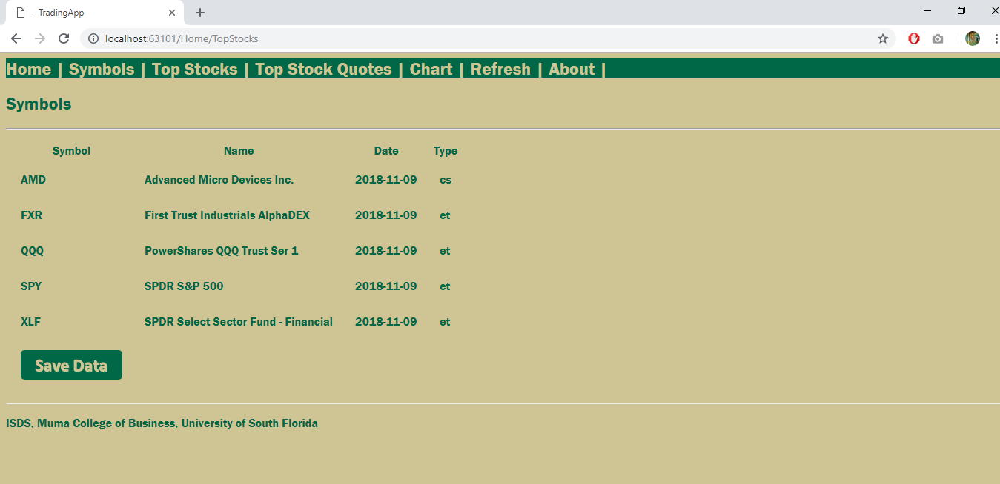 - TradingApp
localhost:63101/Home/TopStocks
Home | Symbols | Top Stocks | Top Stock Quotes | Chart | Refresh | About |
Symbols
Symbol Name Date Type
AMD Advanced Micro Devices Inc. 2018-11-09 cs
FXR First Trust Industrials AlphaDEX 2018-11-09 et
QQQ PowerShares QQQ Trust Ser 1 2018-11-09 et
SPY SPDR S&P 500 2018-11-09 et
XLF SPDR Select Sector Fund - Financial 2018-11-09 et
Save Data
ISDS, Muma College of Business, University of South Florida